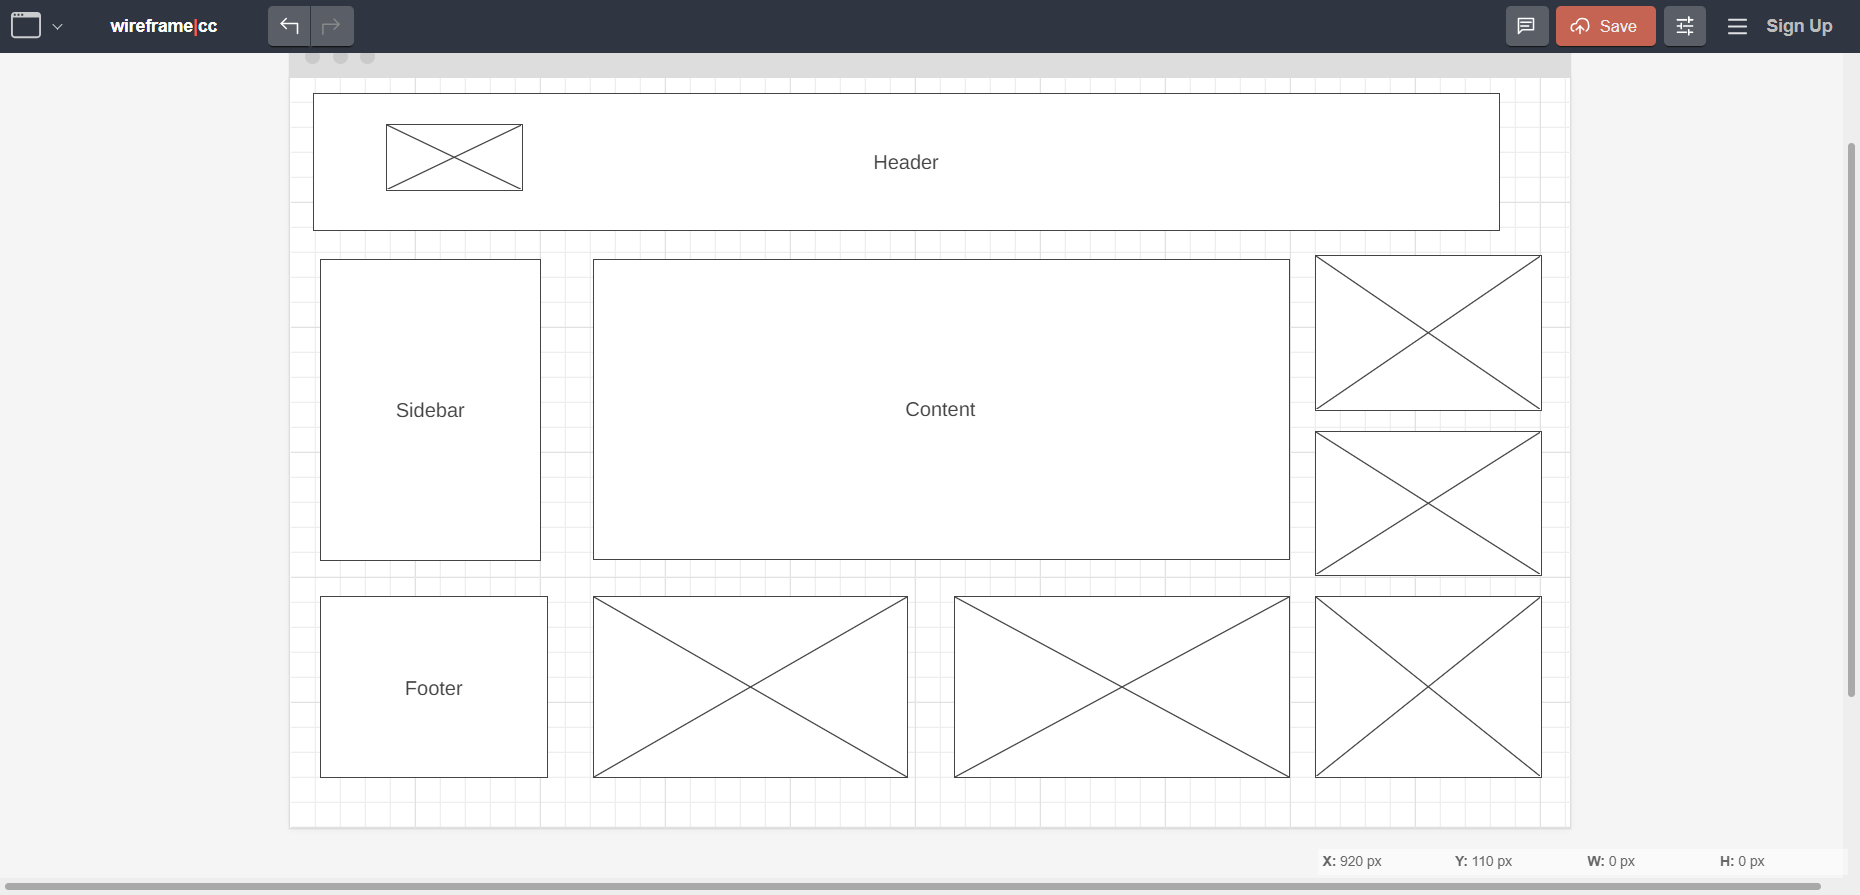 wireframe|cc
Save
Sign Up
Header
Sidebar
Content
Footer
X: 920 px Y: 110 px W: 0 px H: 0 px